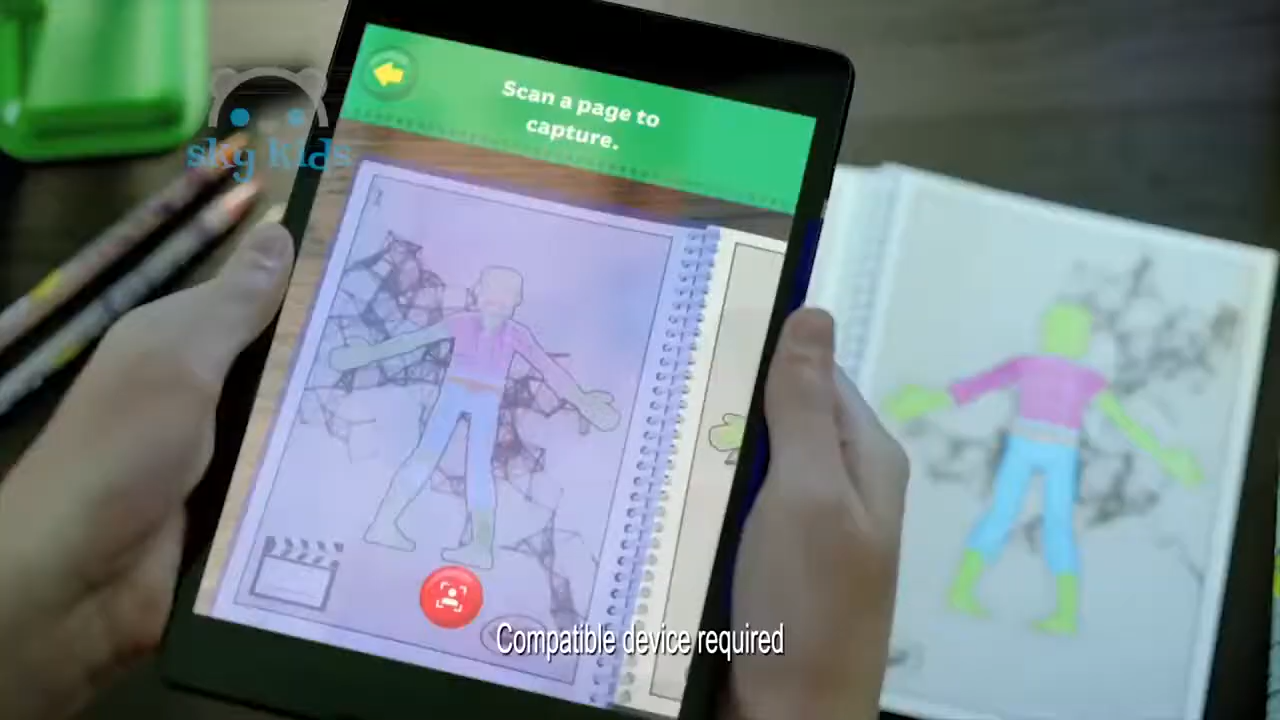 Scan a page to
capture.
sky kids
Compatible device required